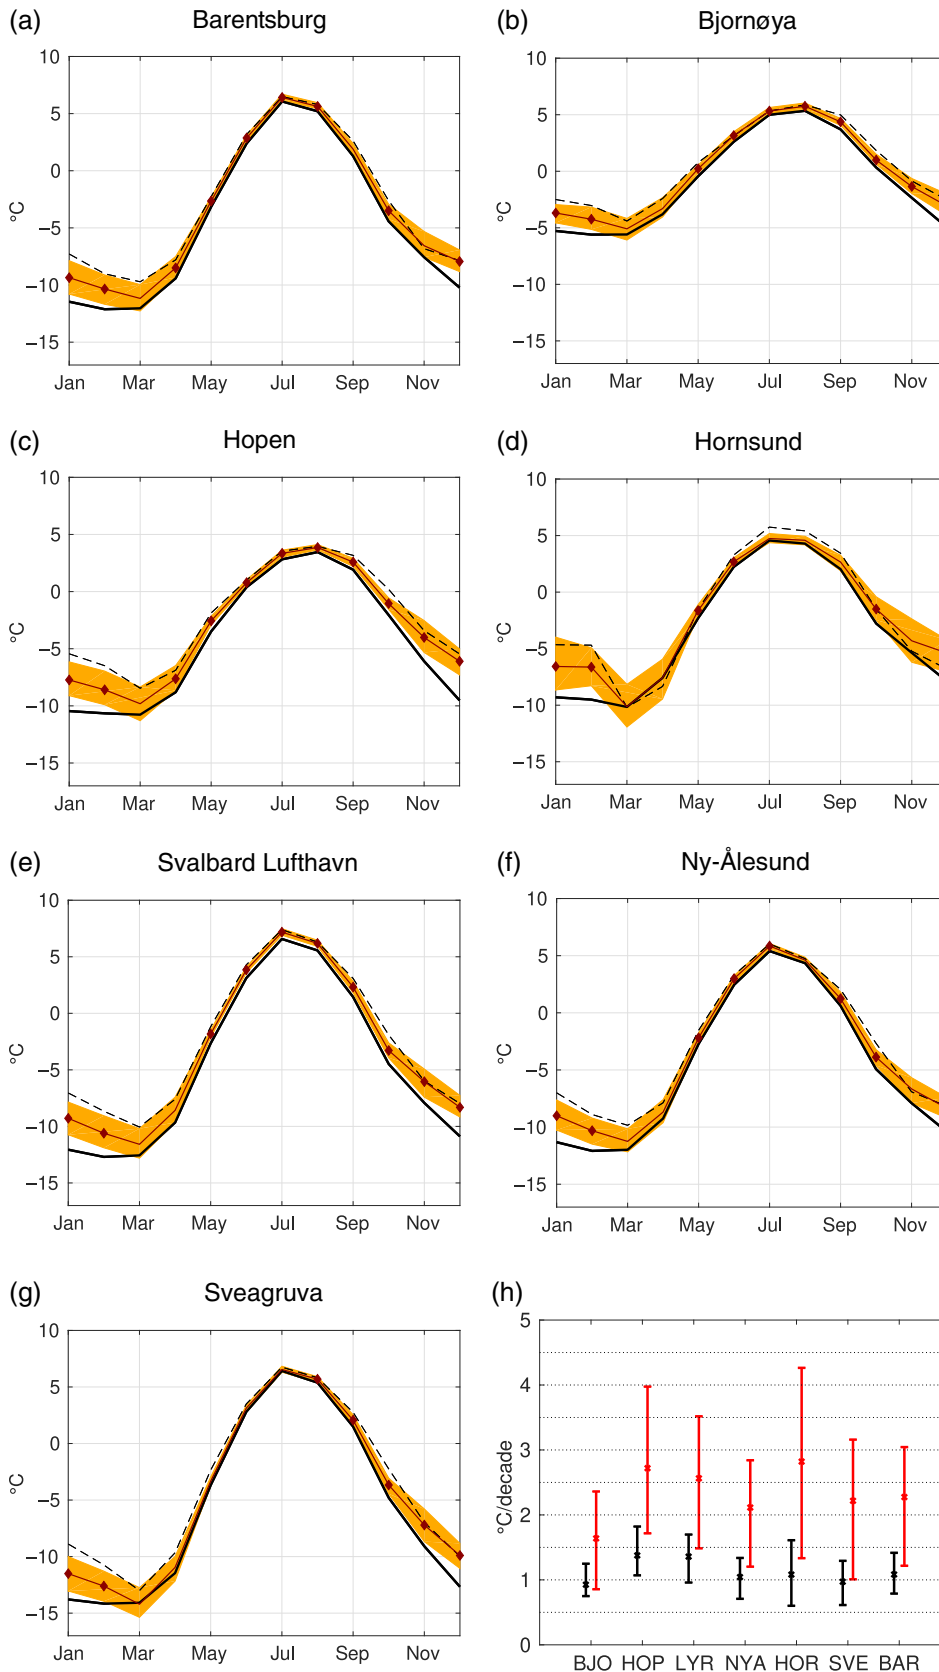 (a) Barentsburg
10
5
0
−5
−10
−15
°C
Jan Mar May Jul Sep Nov
(b) Bjornøya
10
5
0
−5
−10
−15
°C
Jan Mar May Jul Sep Nov
(c) Hopen
10
5
0
−5
−10
−15
°C
Jan Mar May Jul Sep Nov
(d) Hornsund
10
5
0
−5
−10
−15
°C
Jan Mar May Jul Sep Nov
(e) Svalbard Lufthavn
10
5
0
−5
−10
−15
°C
Jan Mar May Jul Sep Nov
(f) Ny-Ålesund
10
5
0
−5
−10
−15
°C
Jan Mar May Jul Sep Nov
(g) Sveagruva
10
5
0
−5
−10
−15
°C
Jan Mar May Jul Sep Nov
(h)
5
4
3
2
1
0
°C/decade
BJO HOP LYR NYA HOR SVE BAR